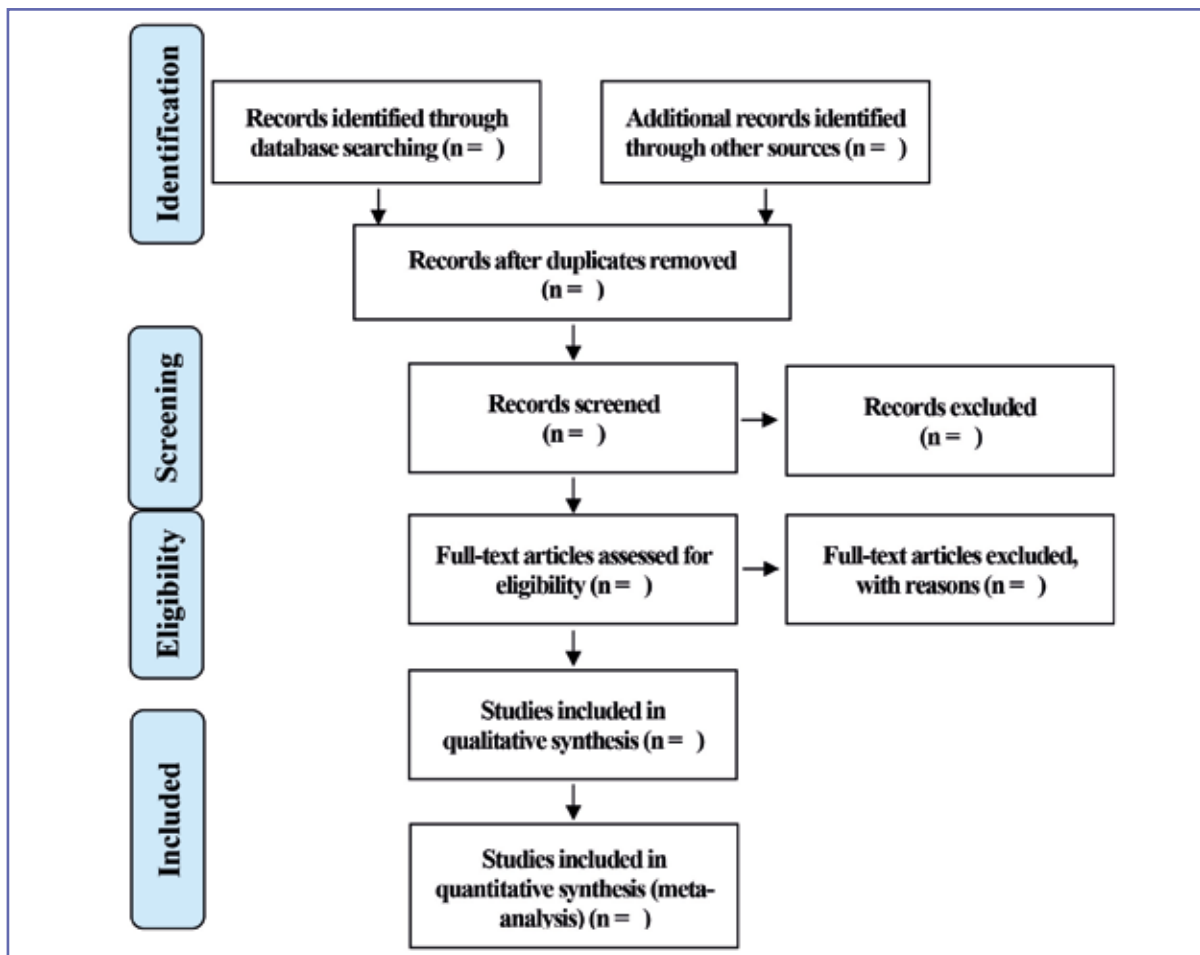 Identification
Records identified through
database searching (n =   )
Additional records identified
through other sources (n =   )
Records after duplicates removed
(n =   )
Screening
Records screened
(n =   )
Records excluded
(n =   )
Eligibility
Full-text articles assessed for
eligibility (n =   )
Full-text articles excluded,
with reasons (n =   )
Included
Studies included in
qualitative synthesis (n =   )
Studies included in
quantitative synthesis (meta-
analysis) (n =   )